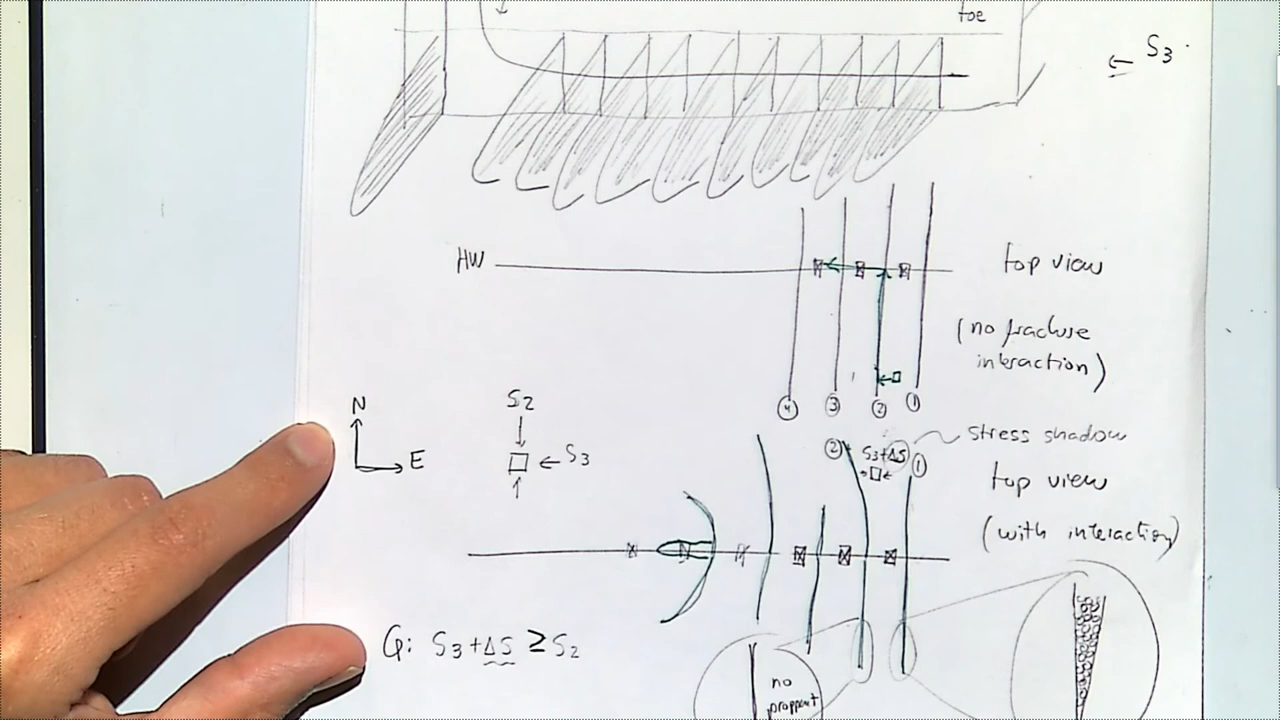 toe
← S3
HW
top view
(no fracture
interaction)
4 3 2 1
N
E
S2
← S3
2
S3+ΔS
1
stress shadow
top view
(with interaction)
Q: S3+ΔS ≥ S2
no
proppant